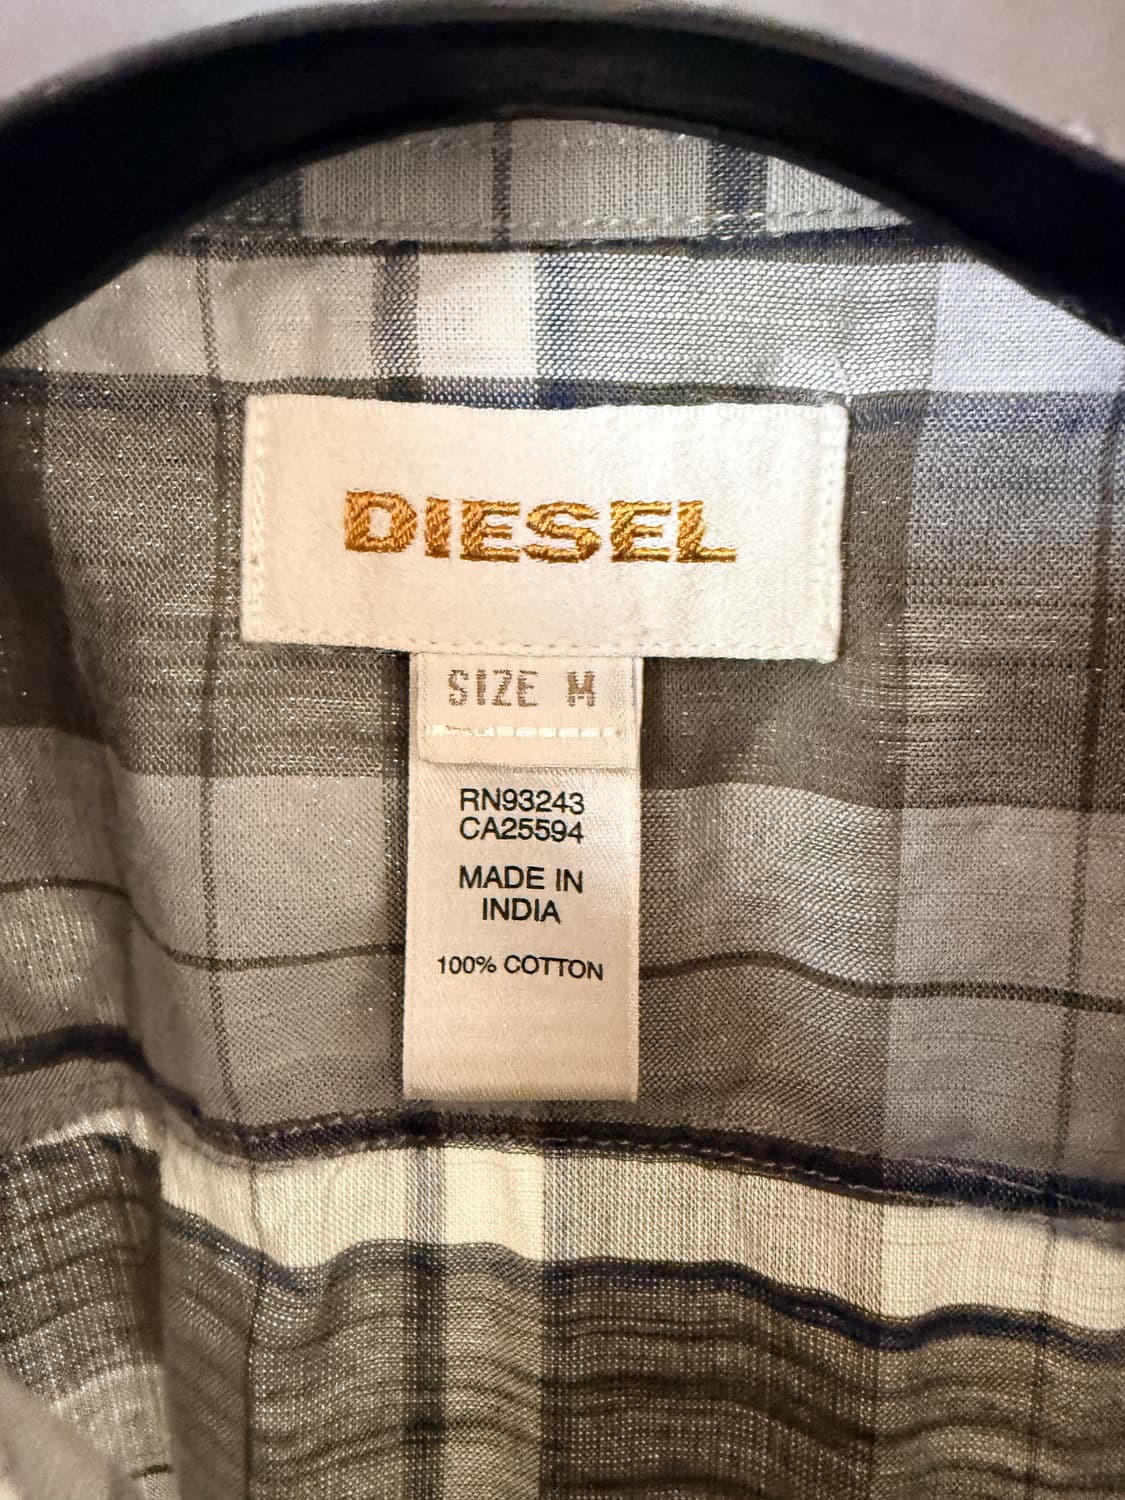 DIESEL
SIZE M
RN93243
CA25594
MADE IN
INDIA
100% COTTON